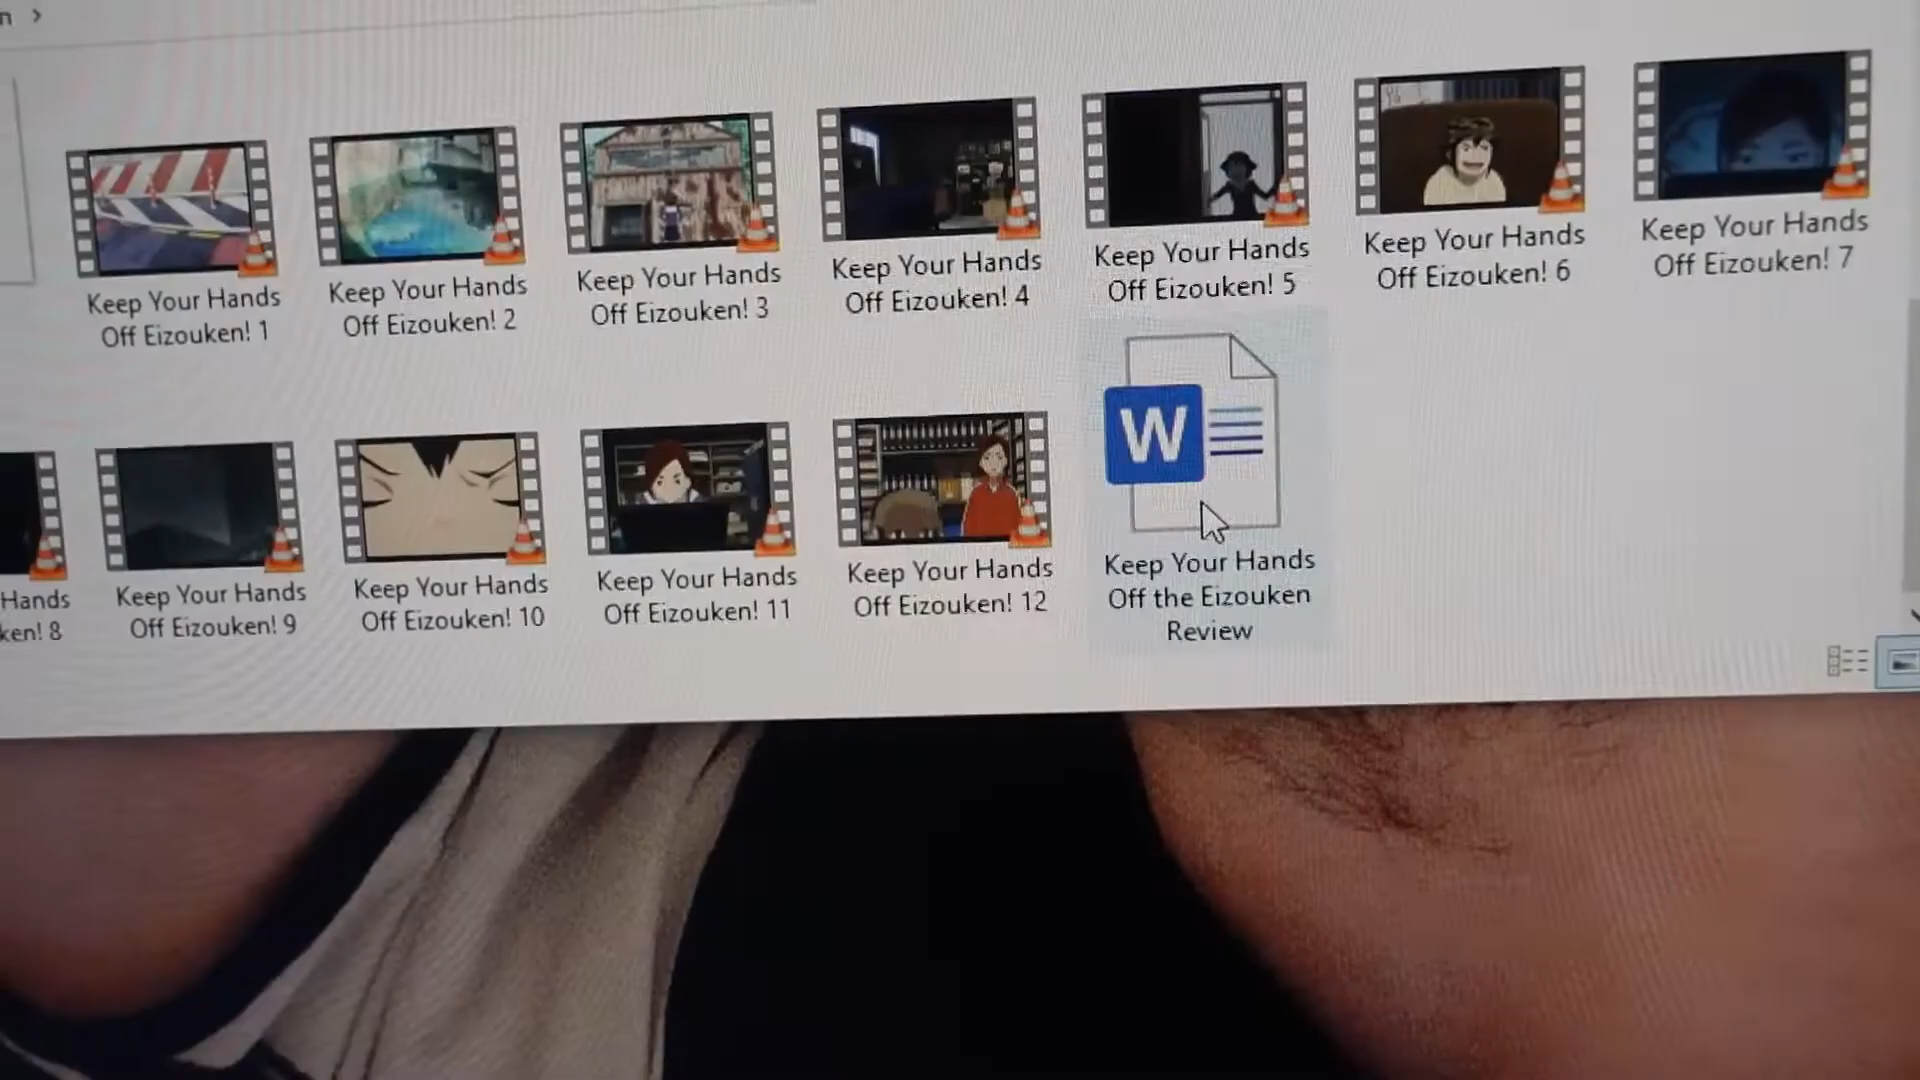 n >
Keep Your Hands
Off Eizouken! 1
Keep Your Hands
Off Eizouken! 2
Keep Your Hands
Off Eizouken! 3
Keep Your Hands
Off Eizouken! 4
Keep Your Hands
Off Eizouken! 5
Keep Your Hands
Off Eizouken! 6
Keep Your Hands
Off Eizouken! 7
Hands
ken! 8
Keep Your Hands
Off Eizouken! 9
Keep Your Hands
Off Eizouken! 10
Keep Your Hands
Off Eizouken! 11
Keep Your Hands
Off Eizouken! 12
W
Keep Your Hands
Off the Eizouken
Review